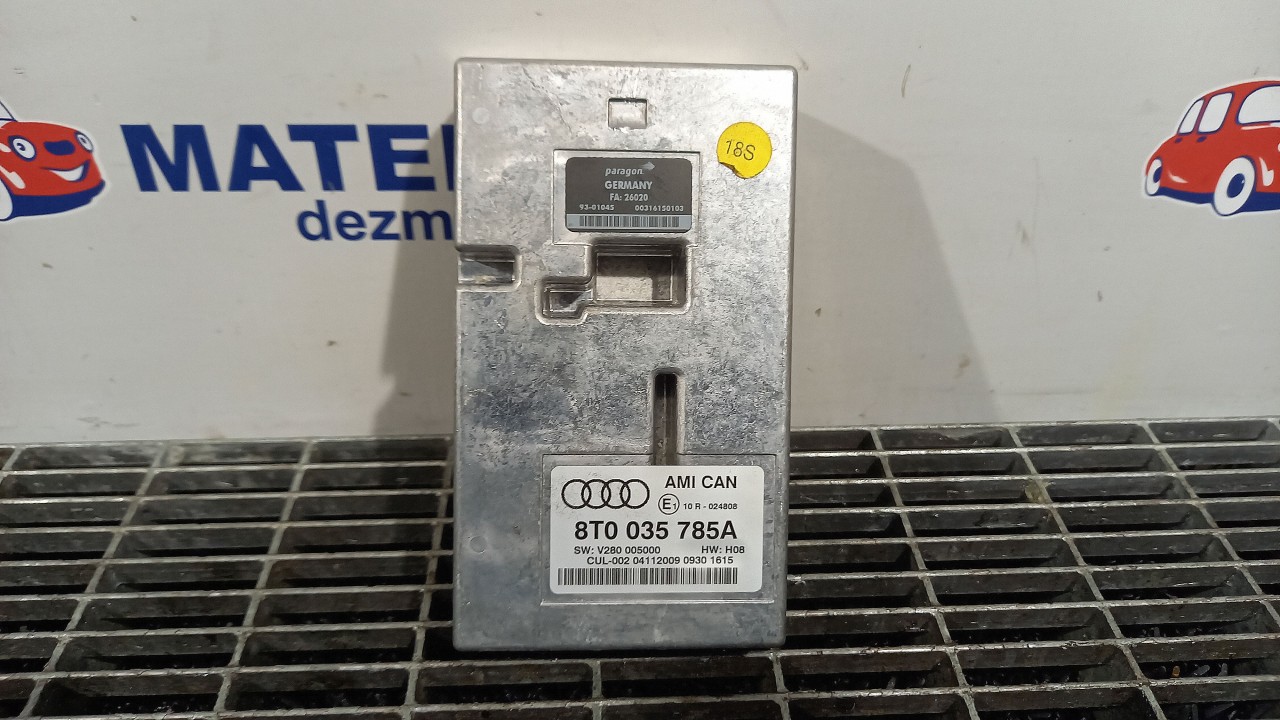 MATE
dezm
18S
paragon
GERMANY
FA: 26020
93-01045 00316150102
AMI CAN
E1 10 R - 024808
8T0 035 785A
SW: V280 005000 HW: H08
CUL-002 04112009 0930 1615